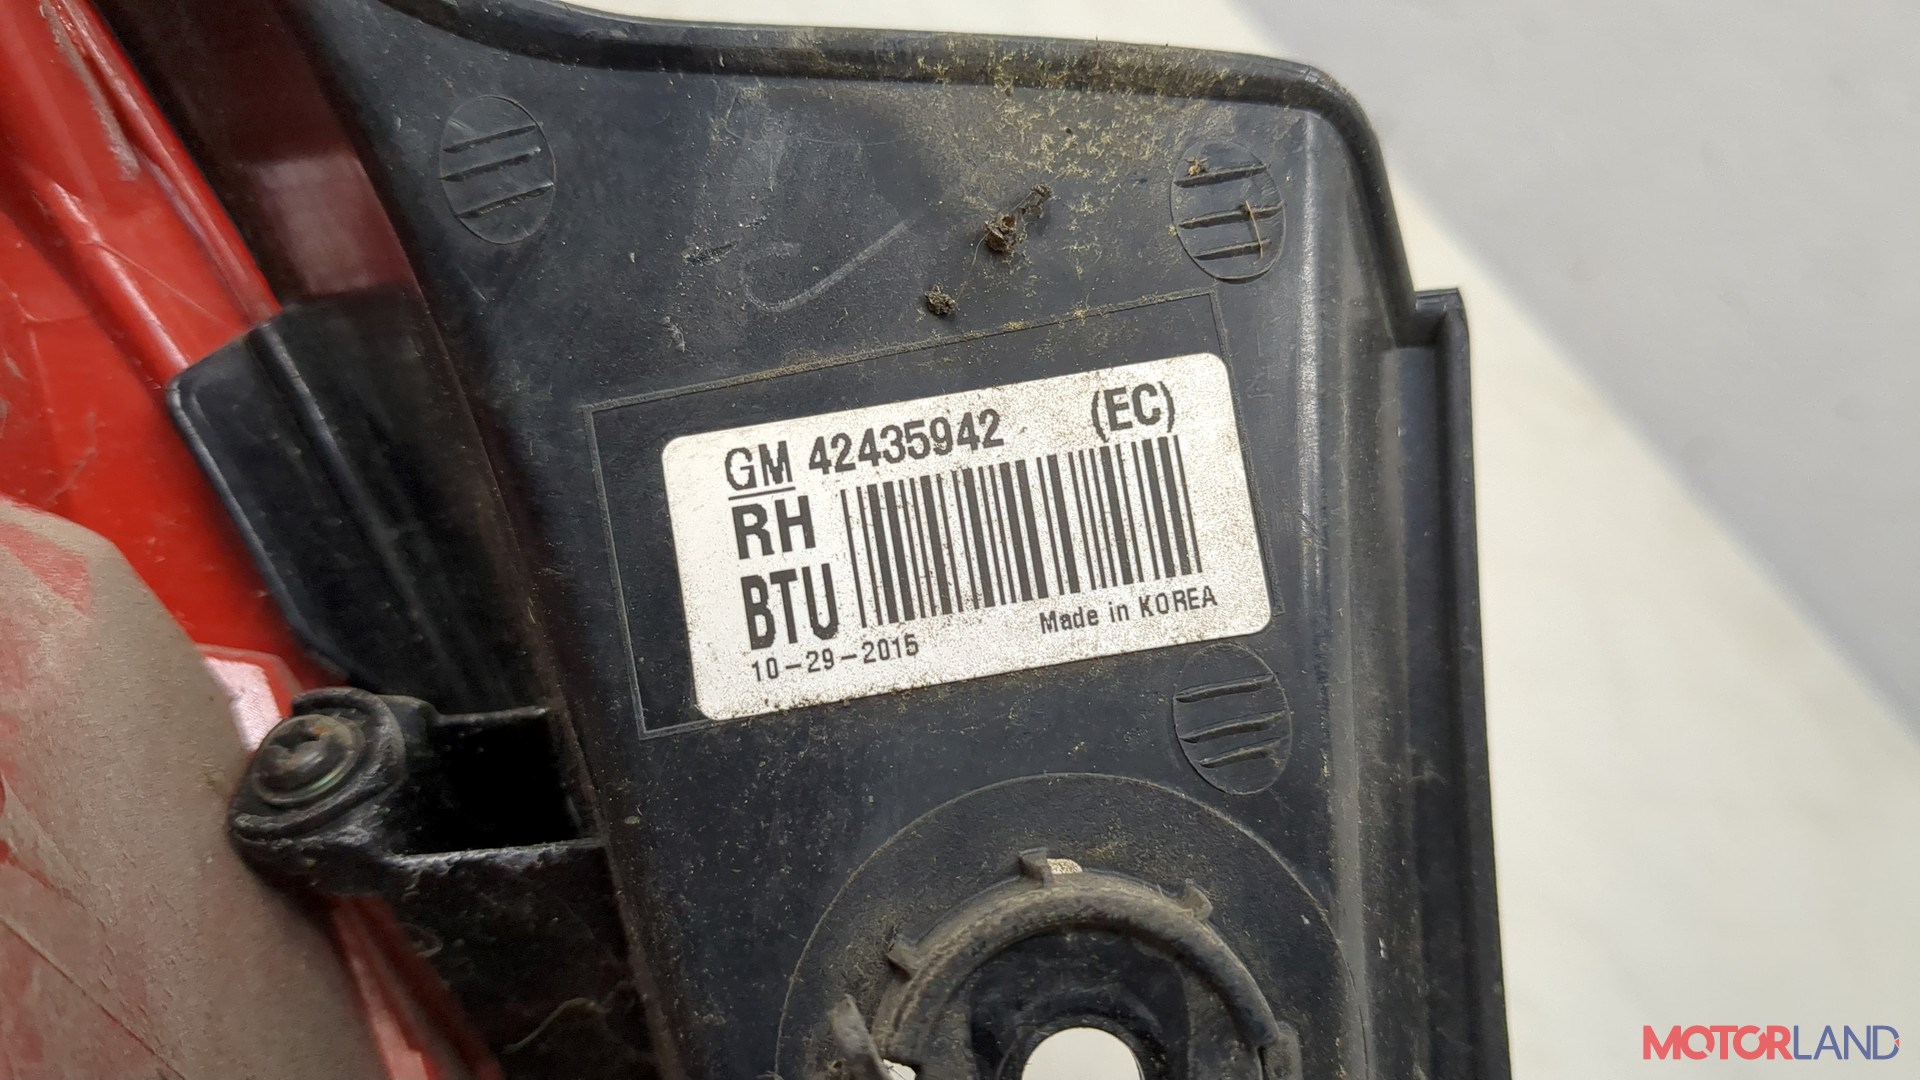 GM 42435942 (EC)
RH
BTU
10-29-2015
Made in KOREA
MOTORLAND